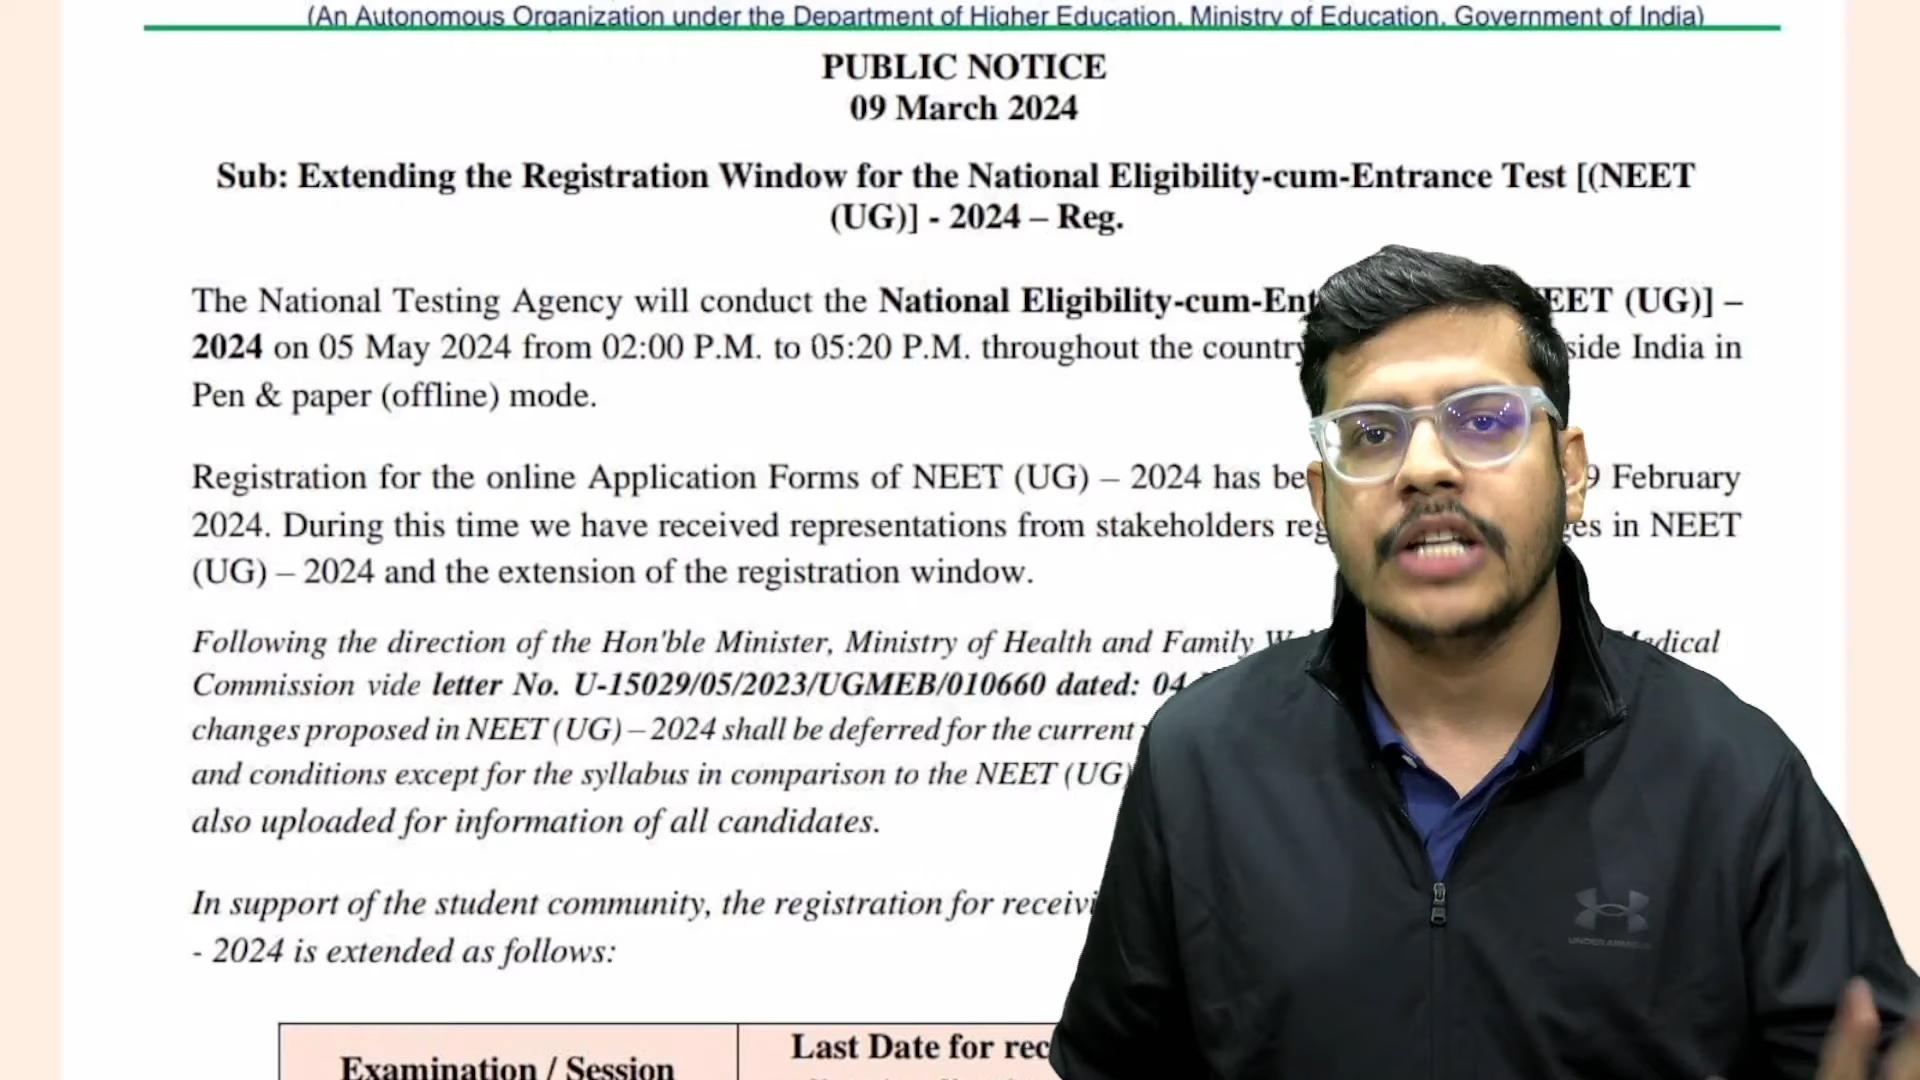 (An Autonomous Organization under the Department of Higher Education, Ministry of Education, Government of India)
PUBLIC NOTICE
09 March 2024
Sub: Extending the Registration Window for the National Eligibility-cum-Entrance Test [(NEET
(UG)] - 2024 – Reg.
The National Testing Agency will conduct the National Eligibility-cum-Ent EET (UG)] –
2024 on 05 May 2024 from 02:00 P.M. to 05:20 P.M. throughout the country side India in
Pen & paper (offline) mode.
Registration for the online Application Forms of NEET (UG) – 2024 has be 9 February
2024. During this time we have received representations from stakeholders reg es in NEET
(UG) – 2024 and the extension of the registration window.
Following the direction of the Hon'ble Minister, Ministry of Health and Family dical
Commission vide letter No. U-15029/05/2023/UGMEB/010660 dated: 04
changes proposed in NEET (UG) – 2024 shall be deferred for the current
and conditions except for the syllabus in comparison to the NEET (UG)
also uploaded for information of all candidates.
In support of the student community, the registration for receivi
- 2024 is extended as follows:
Examination / Session
Last Date for rec
UNDER ARMOUR